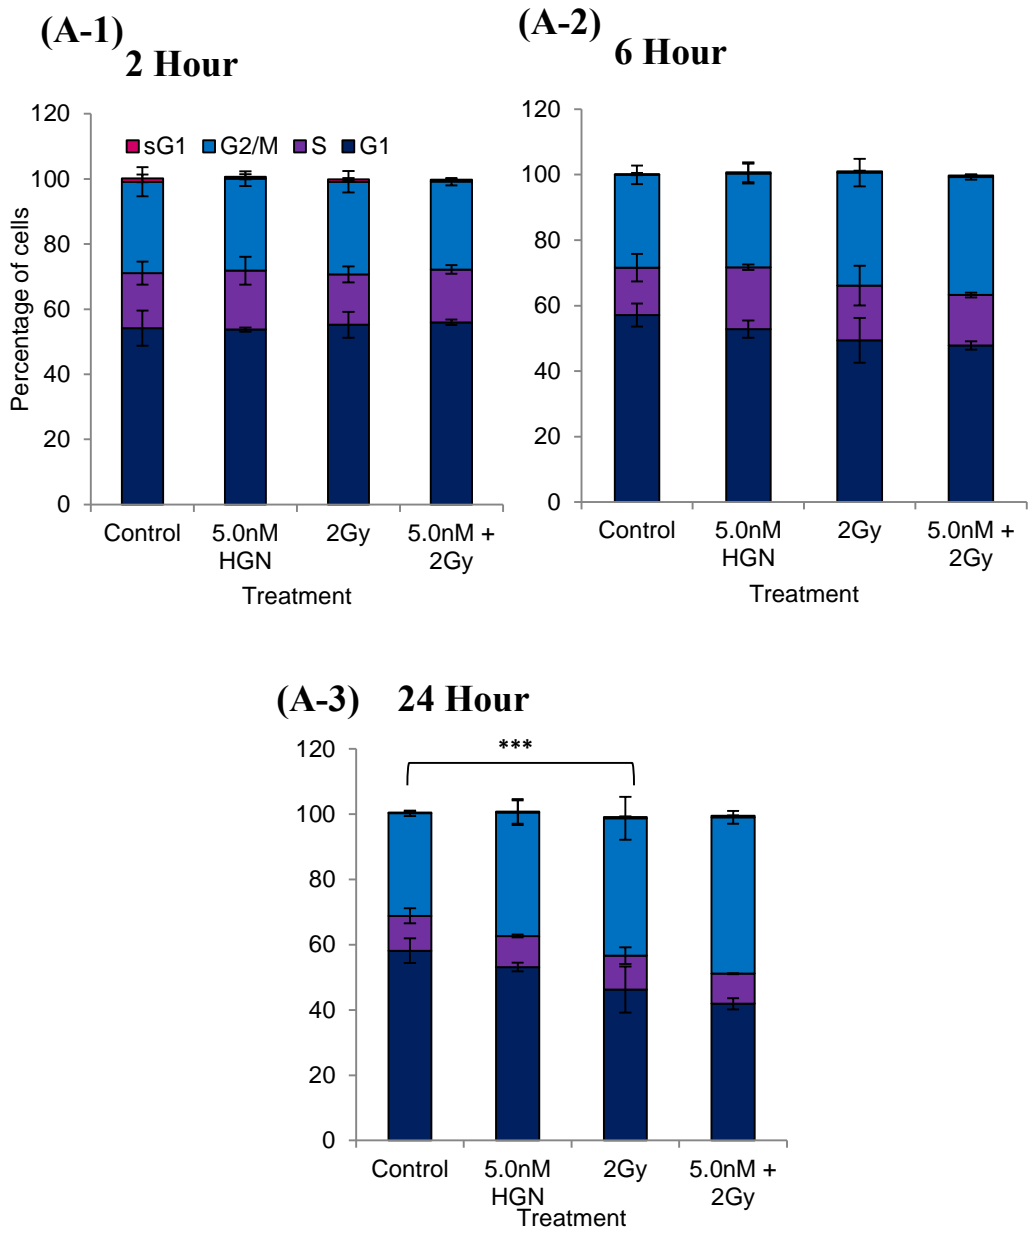 (A-1)
2 Hour
120
100
80
60
40
20
0
Percentage of cells
sG1 G2/M S G1
Control 5.0nM HGN 2Gy 5.0nM + 2Gy
Treatment
(A-2)
6 Hour
120
100
80
60
40
20
0
Control 5.0nM HGN 2Gy 5.0nM + 2Gy
Treatment
(A-3) 24 Hour
***
120
100
80
60
40
20
0
Control 5.0nM HGN 2Gy 5.0nM + 2Gy
Treatment